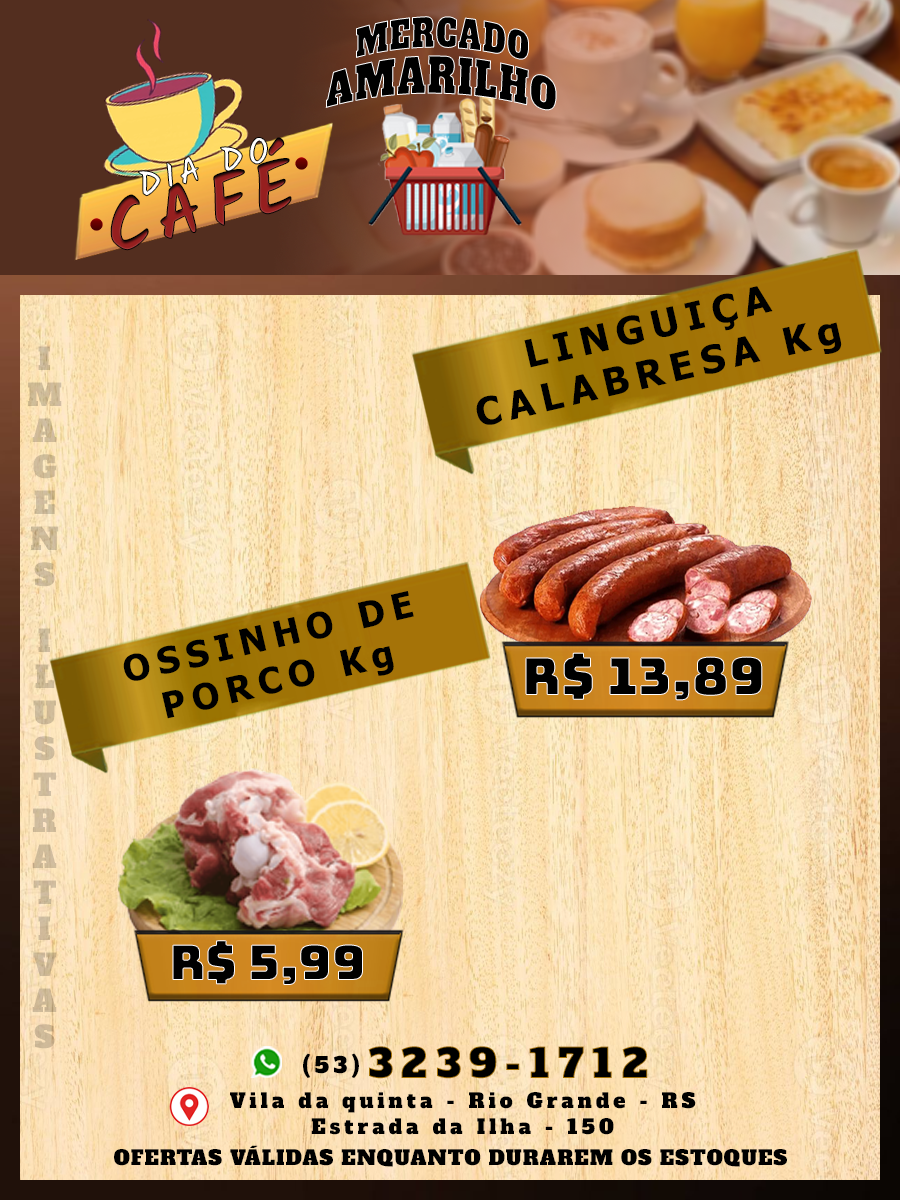 DIA DO
CAFÉ
MERCADO
AMARILHO
LINGUIÇA
CALABRESA Kg
R$ 13,89
OSSINHO DE
PORCO Kg
R$ 5,99
IMAGENS ILUSTRATIVAS
(53) 3239-1712
Vila da quinta - Rio Grande - RS
Estrada da Ilha - 150
OFERTAS VÁLIDAS ENQUANTO DURAREM OS ESTOQUES